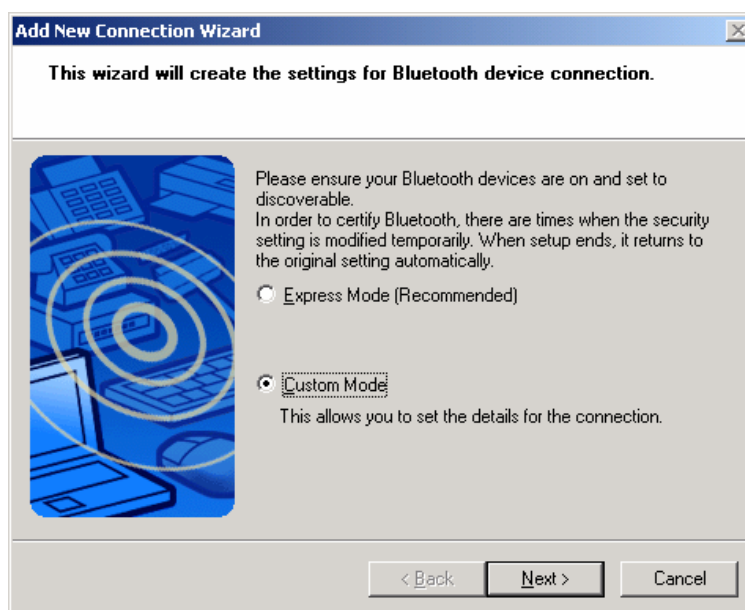 Add New Connection Wizard
This wizard will create the settings for Bluetooth device connection.
Please ensure your Bluetooth devices are on and set to
discoverable.
In order to certify Bluetooth, there are times when the security
setting is modified temporarily. When setup ends, it returns to
the original setting automatically.
Express Mode (Recommended)
Custom Mode
This allows you to set the details for the connection.
< Back
Next >
Cancel